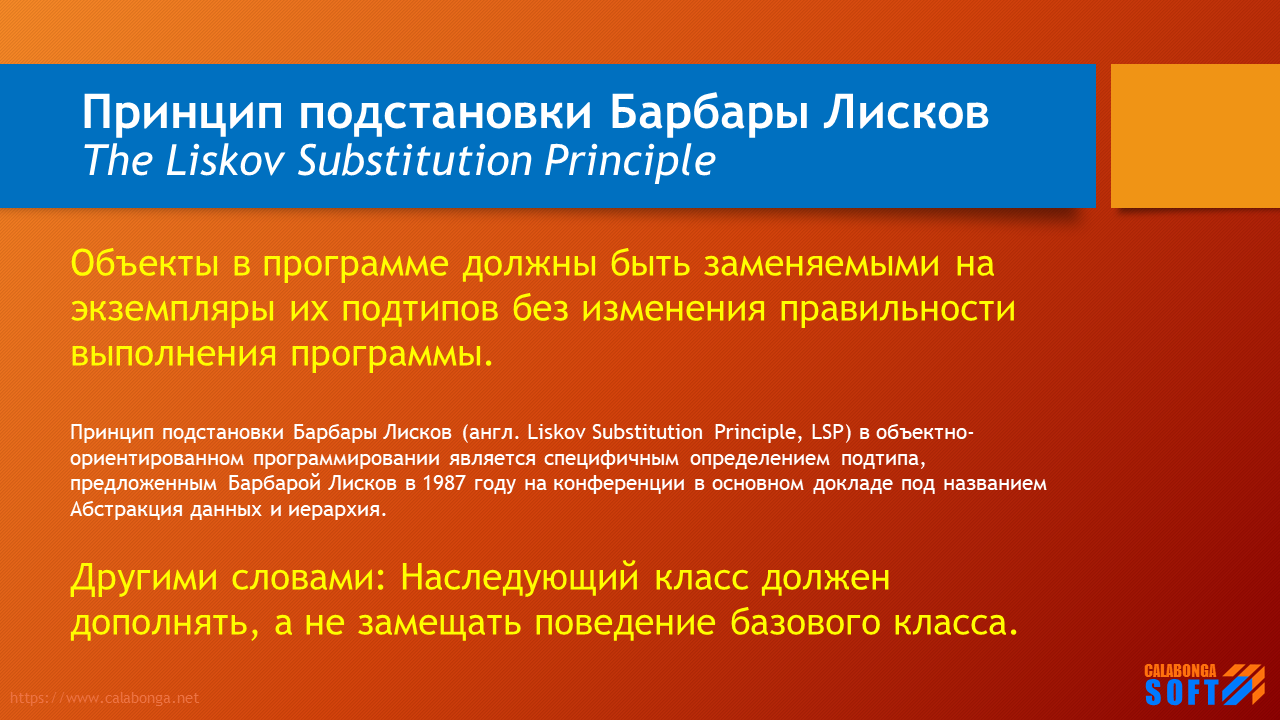 Принцип подстановки Барбары Лисков
The Liskov Substitution Principle
Объекты в программе должны быть заменяемыми на
экземпляры их подтипов без изменения правильности
выполнения программы.
Принцип подстановки Барбары Лисков (англ. Liskov Substitution Principle, LSP) в объектно-
ориентированном программировании является специфичным определением подтипа,
предложенным Барбарой Лисков в 1987 году на конференции в основном докладе под названием
Абстракция данных и иерархия.
Другими словами: Наследующий класс должен
дополнять, а не замещать поведение базового класса.
CALABONGA
SOFT
https://www.calabonga.net